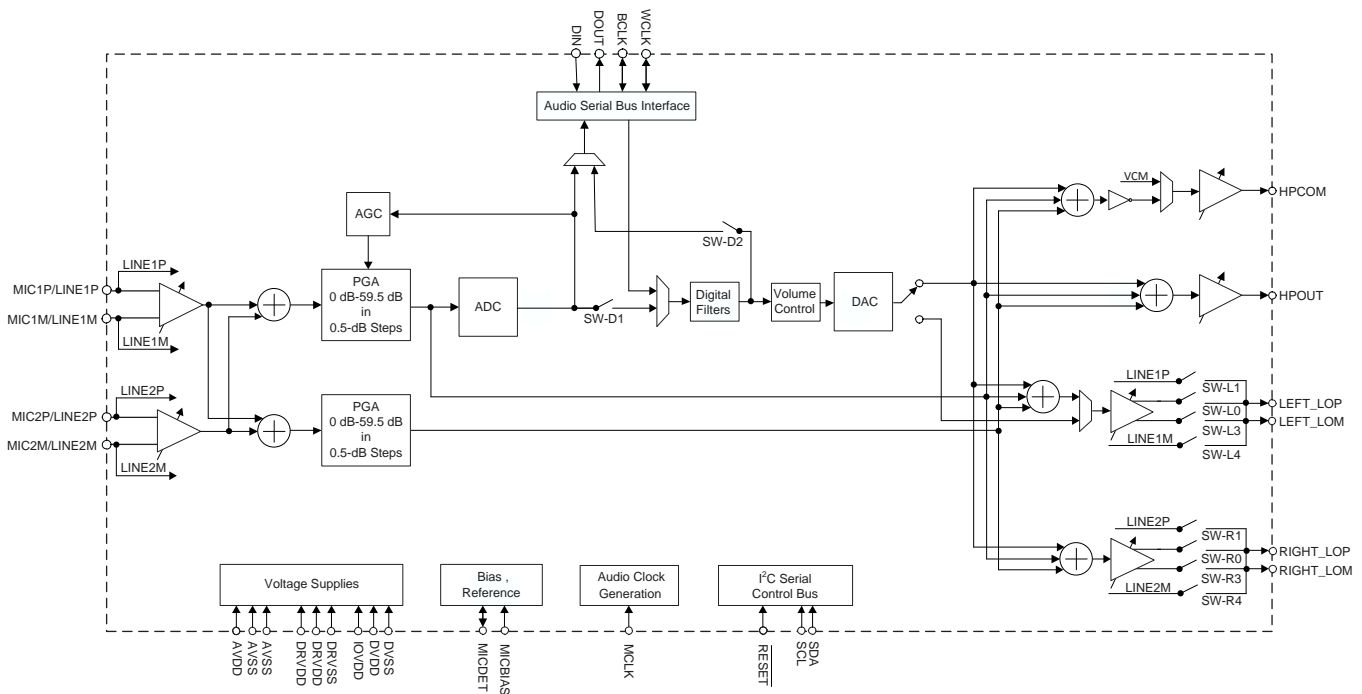 DIN
DOUT
BCLK
WCLK
Audio Serial Bus Interface
VCM
HPCOM
AGC
SW-D2
LINE1P
MIC1P/LINE1P
MIC1M/LINE1M
LINE1M
PGA
0 dB-59.5 dB
in
0.5-dB Steps
ADC
SW-D1
Digital
Filters
Volume
Control
DAC
HPOUT
LINE2P
MIC2P/LINE2P
MIC2M/LINE2M
LINE2M
PGA
0 dB-59.5 dB
in
0.5-dB Steps
LINE1P
SW-L1
SW-L0
SW-L3
LINE1M
SW-L4
LEFT_LOP
LEFT_LOM
LINE2P
SW-R1
SW-R0
SW-R3
LINE2M
SW-R4
RIGHT_LOP
RIGHT_LOM
Voltage Supplies
Bias ,
Reference
Audio Clock
Generation
I²C Serial
Control Bus
AVDD
AVSS
AVSS
DRVDD
DRVDD
DRVSS
IOVDD
DVDD
DVSS
MICDET
MICBIAS
MCLK
RESET
SCL
SDA